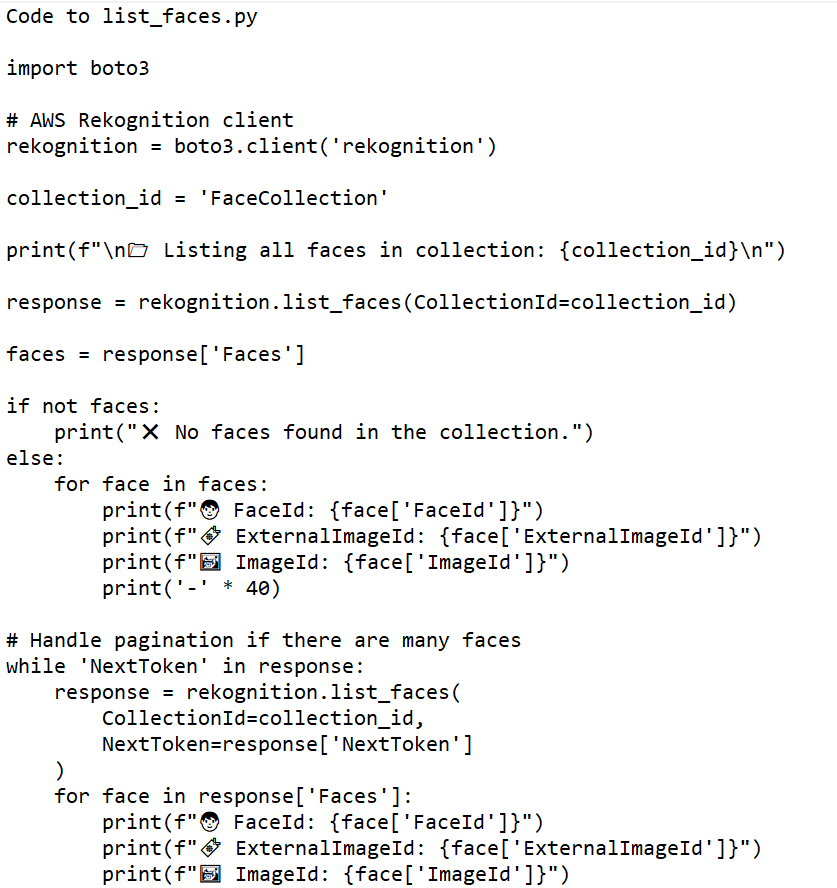 Code to list_faces.py
import boto3
# AWS Rekognition client
rekognition = boto3.client('rekognition')
collection_id = 'FaceCollection'
print(f"\n📂 Listing all faces in collection: {collection_id}\n")
response = rekognition.list_faces(CollectionId=collection_id)
faces = response['Faces']
if not faces:
    print("❌ No faces found in the collection.")
else:
    for face in faces:
        print(f"🧑 FaceId: {face['FaceId']}")
        print(f"🏷 ExternalImageId: {face['ExternalImageId']}")
        print(f"🖼 ImageId: {face['ImageId']}")
        print('-' * 40)
# Handle pagination if there are many faces
while 'NextToken' in response:
    response = rekognition.list_faces(
        CollectionId=collection_id,
        NextToken=response['NextToken']
    )
    for face in response['Faces']:
        print(f"🧑 FaceId: {face['FaceId']}")
        print(f"🏷 ExternalImageId: {face['ExternalImageId']}")
        print(f"🖼 ImageId: {face['ImageId']}")